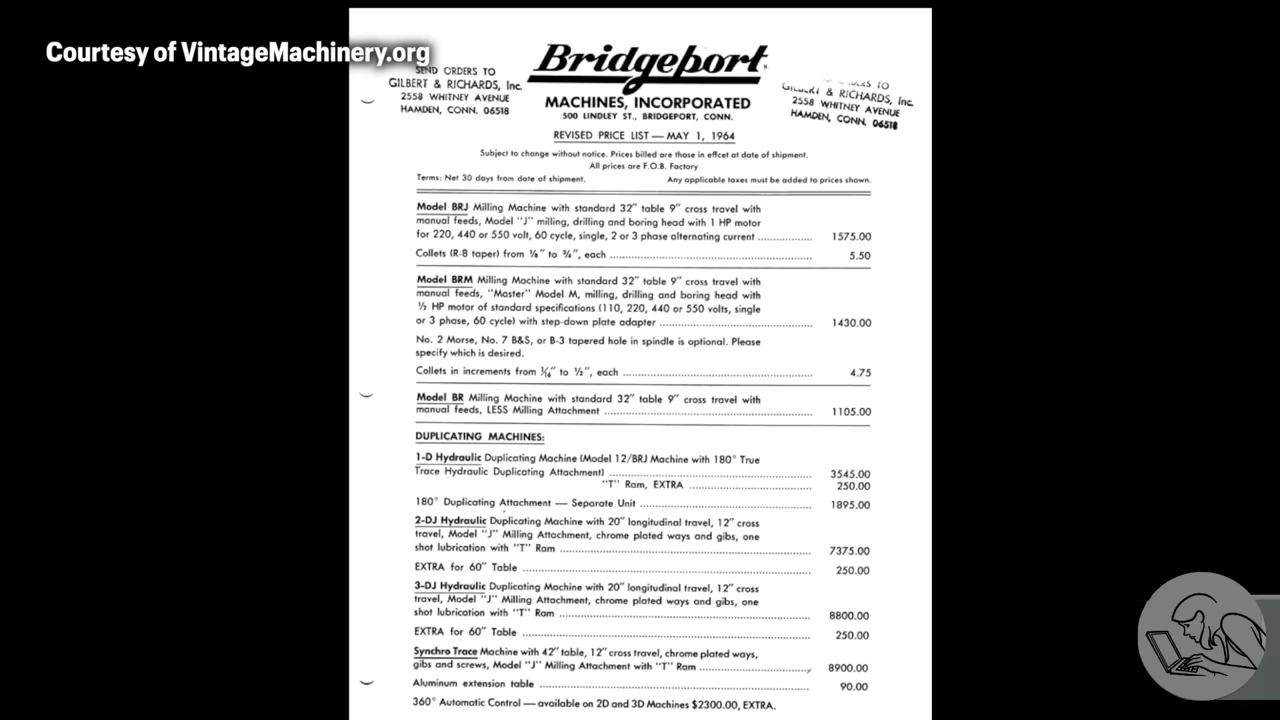 Courtesy of VintageMachinery.org
SEND ORDERS TO
GILBERT & RICHARDS, Inc.
2558 WHITNEY AVENUE
HAMDEN, CONN. 06518
Bridgeport
MACHINES, INCORPORATED
500 LINDLEY ST., BRIDGEPORT, CONN.
TO
GILBERT & RICHARDS, Inc.
2558 WHITNEY AVENUE
HAMDEN, CONN. 06518
REVISED PRICE LIST — MAY 1, 1964
Subject to change without notice. Prices billed are those in effcet at date of shipment.
All prices are F.O.B. Factory
Terms: Net 30 days from date of shipment. Any applicable taxes must be added to prices shown.
Model BRJ Milling Machine with standard 32" table 9" cross travel with
manual feeds, Model "J" milling, drilling and boring head with 1 HP motor
for 220, 440 or 550 volt, 60 cycle, single, 2 or 3 phase alternating current .............. 1575.00
Collets (R-8 taper) from ⅛" to ¾", each .............. 5.50
Model BRM Milling Machine with standard 32" table 9" cross travel with
manual feeds, "Master" Model M, milling, drilling and boring head with
½ HP motor of standard specifications (110, 220, 440 or 550 volts, single
or 3 phase, 60 cycle) with step-down plate adapter .............. 1430.00
No. 2 Morse, No. 7 B&S, or B-3 tapered hole in spindle is optional. Please
specify which is desired.
Collets in increments from to ½", each .............. 4.75
Model BR Milling Machine with standard 32" table 9" cross travel with
manual feeds, LESS Milling Attachment .............. 1105.00
DUPLICATING MACHINES:
1-D Hydraulic Duplicating Machine (Model 12/BRJ Machine with 180° True
Trace Hydraulic Duplicating Attachment) .............. 3545.00
"T" Ram, EXTRA .............. 250.00
180° Duplicating Attachment — Separate Unit .............. 1895.00
2-DJ Hydraulic Duplicating Machine with 20" longitudinal travel, 12" cross
travel, Model "J" Milling Attachment, chrome plated ways and gibs, one
shot lubrication with "T" Ram .............. 7375.00
EXTRA for 60" Table .............. 250.00
3-DJ Hydraulic Duplicating Machine with 20" longitudinal travel, 12" cross
travel, Model "J" Milling Attachment, chrome plated ways and gibs, one
shot lubrication with "T" Ram .............. 8800.00
EXTRA for 60" Table .............. 250.00
Synchro Trace Machine with 42" table, 12" cross travel, chrome plated ways,
gibs and screws, Model "J" Milling Attachment with "T" Ram .............. 8900.00
Aluminum extension table .............. 90.00
360° Automatic Control — available on 2D and 3D Machines $2300.00, EXTRA.